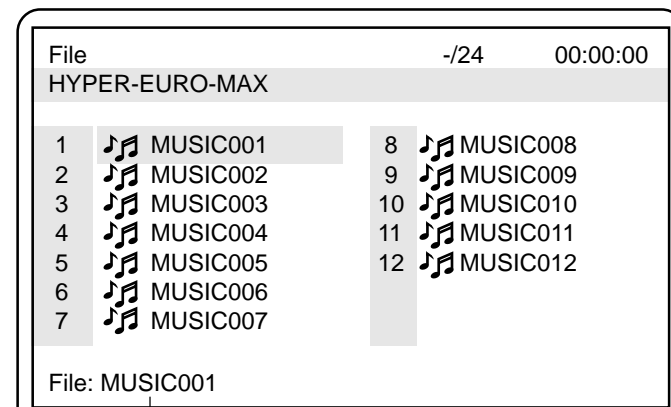 File -/24 00:00:00
HYPER-EURO-MAX
1 MUSIC001
2 MUSIC002
3 MUSIC003
4 MUSIC004
5 MUSIC005
6 MUSIC006
7 MUSIC007
8 MUSIC008
9 MUSIC009
10 MUSIC010
11 MUSIC011
12 MUSIC012
File: MUSIC001